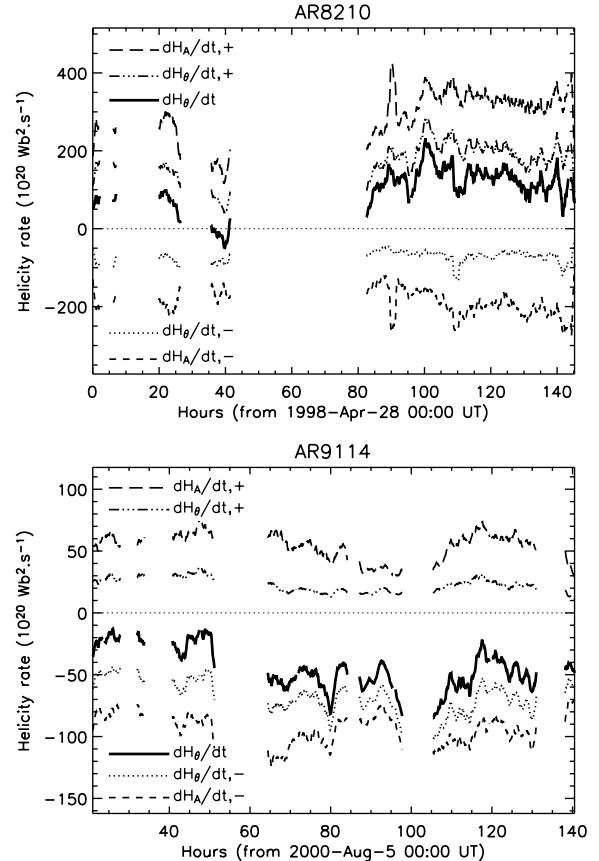 AR8210
dH_A/dt,+
dH_θ/dt,+
dH_θ/dt
400
200
0
−200
Helicity rate (10^20 Wb^2.s^−1)
dH_θ/dt,−
dH_A/dt,−
0 20 40 60 80 100 120 140
Hours (from 1998−Apr−28 00:00 UT)
AR9114
dH_A/dt,+
dH_θ/dt,+
100
50
0
−50
−100
−150
Helicity rate (10^20 Wb^2.s^−1)
dH_θ/dt
dH_θ/dt,−
dH_A/dt,−
40 60 80 100 120 140
Hours (from 2000−Aug−5 00:00 UT)